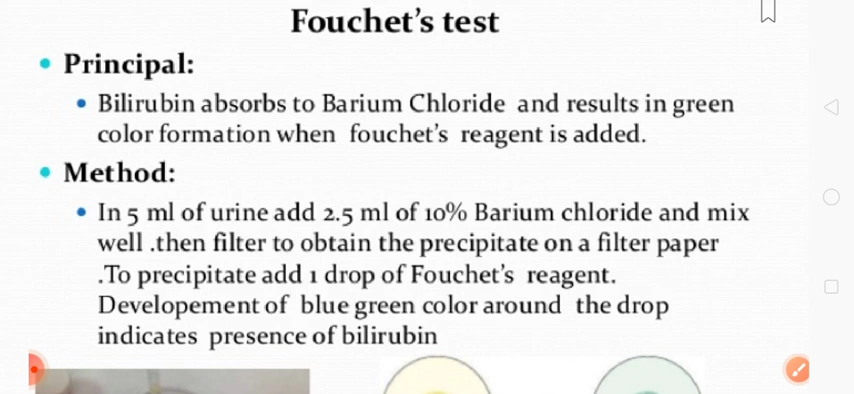 Fouchet's test
• Principal:
• Bilirubin absorbs to Barium Chloride and results in green
color formation when fouchet's reagent is added.
• Method:
• In 5 ml of urine add 2.5 ml of 10% Barium chloride and mix
well .then filter to obtain the precipitate on a filter paper
.To precipitate add 1 drop of Fouchet's reagent.
Developement of blue green color around the drop
indicates presence of bilirubin